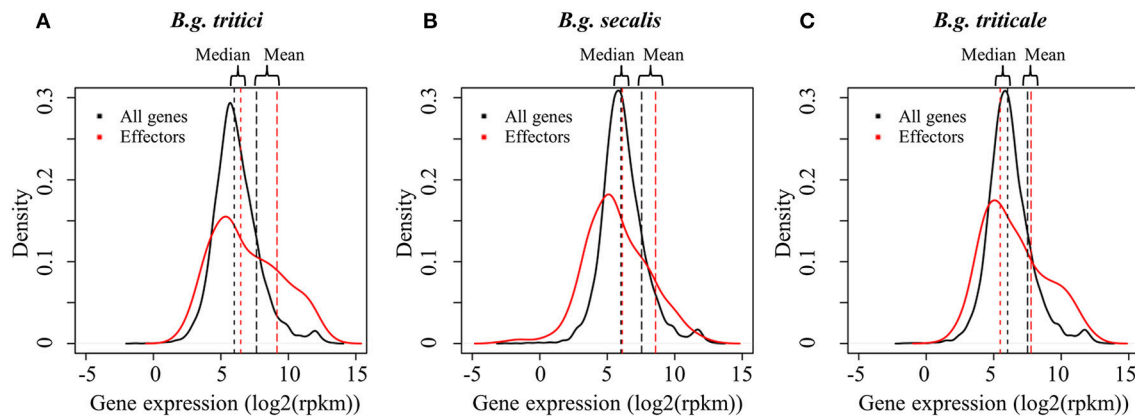 A
B.g. tritici
Median
Mean
All genes
Effectors
Density
0
0.1
0.2
0.3
-5
0
5
10
15
Gene expression (log2(rpkm))
B
B.g. secalis
Median
Mean
All genes
Effectors
Density
0
0.1
0.2
0.3
-5
0
5
10
15
Gene expression (log2(rpkm))
C
B.g. triticale
Median
Mean
All genes
Effectors
Density
0
0.1
0.2
0.3
-5
0
5
10
15
Gene expression (log2(rpkm))